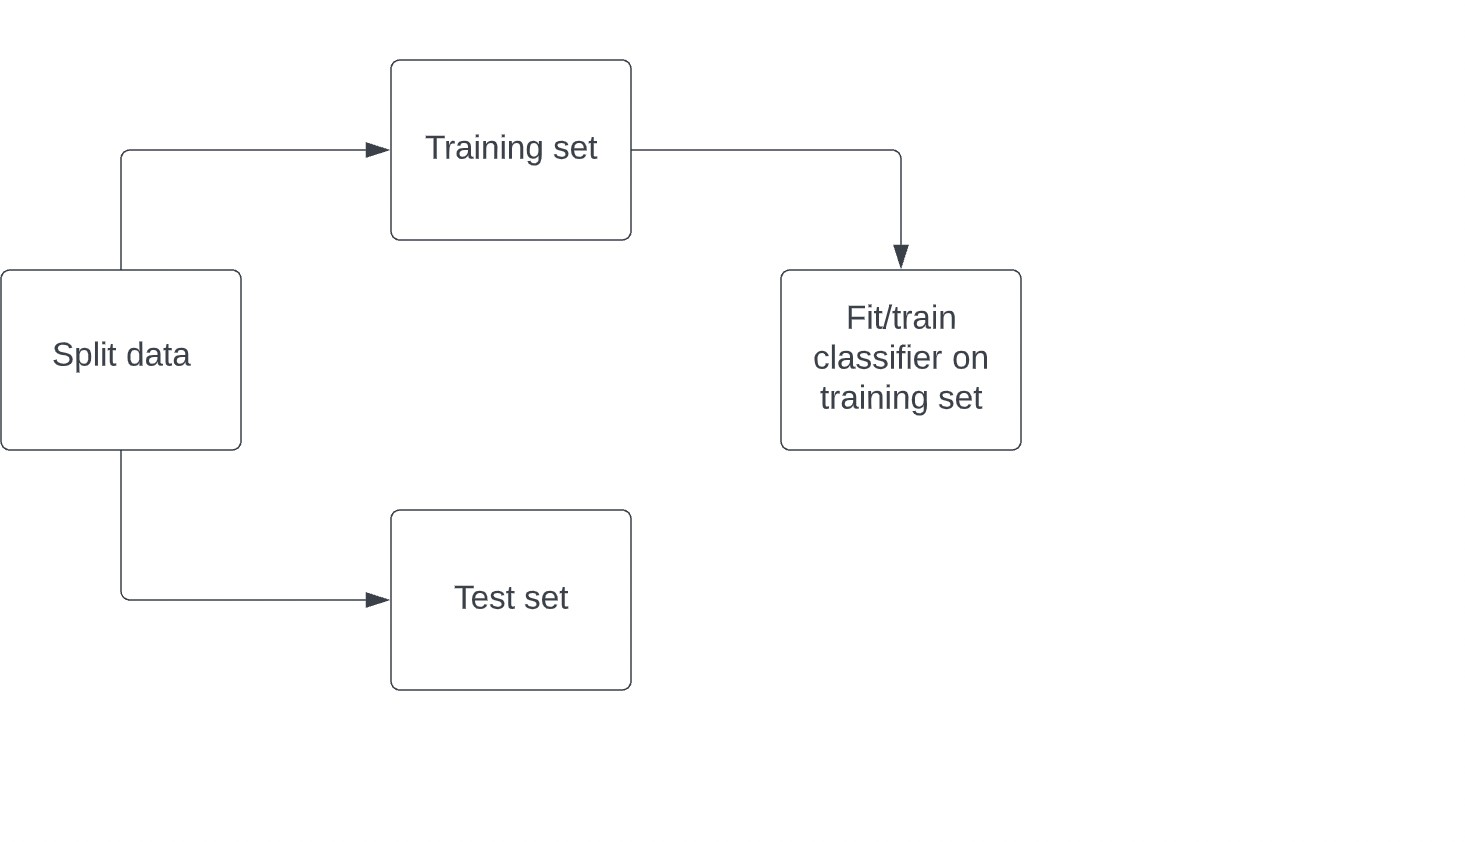 Training set
Split data
Fit/train
classifier on
training set
Test set